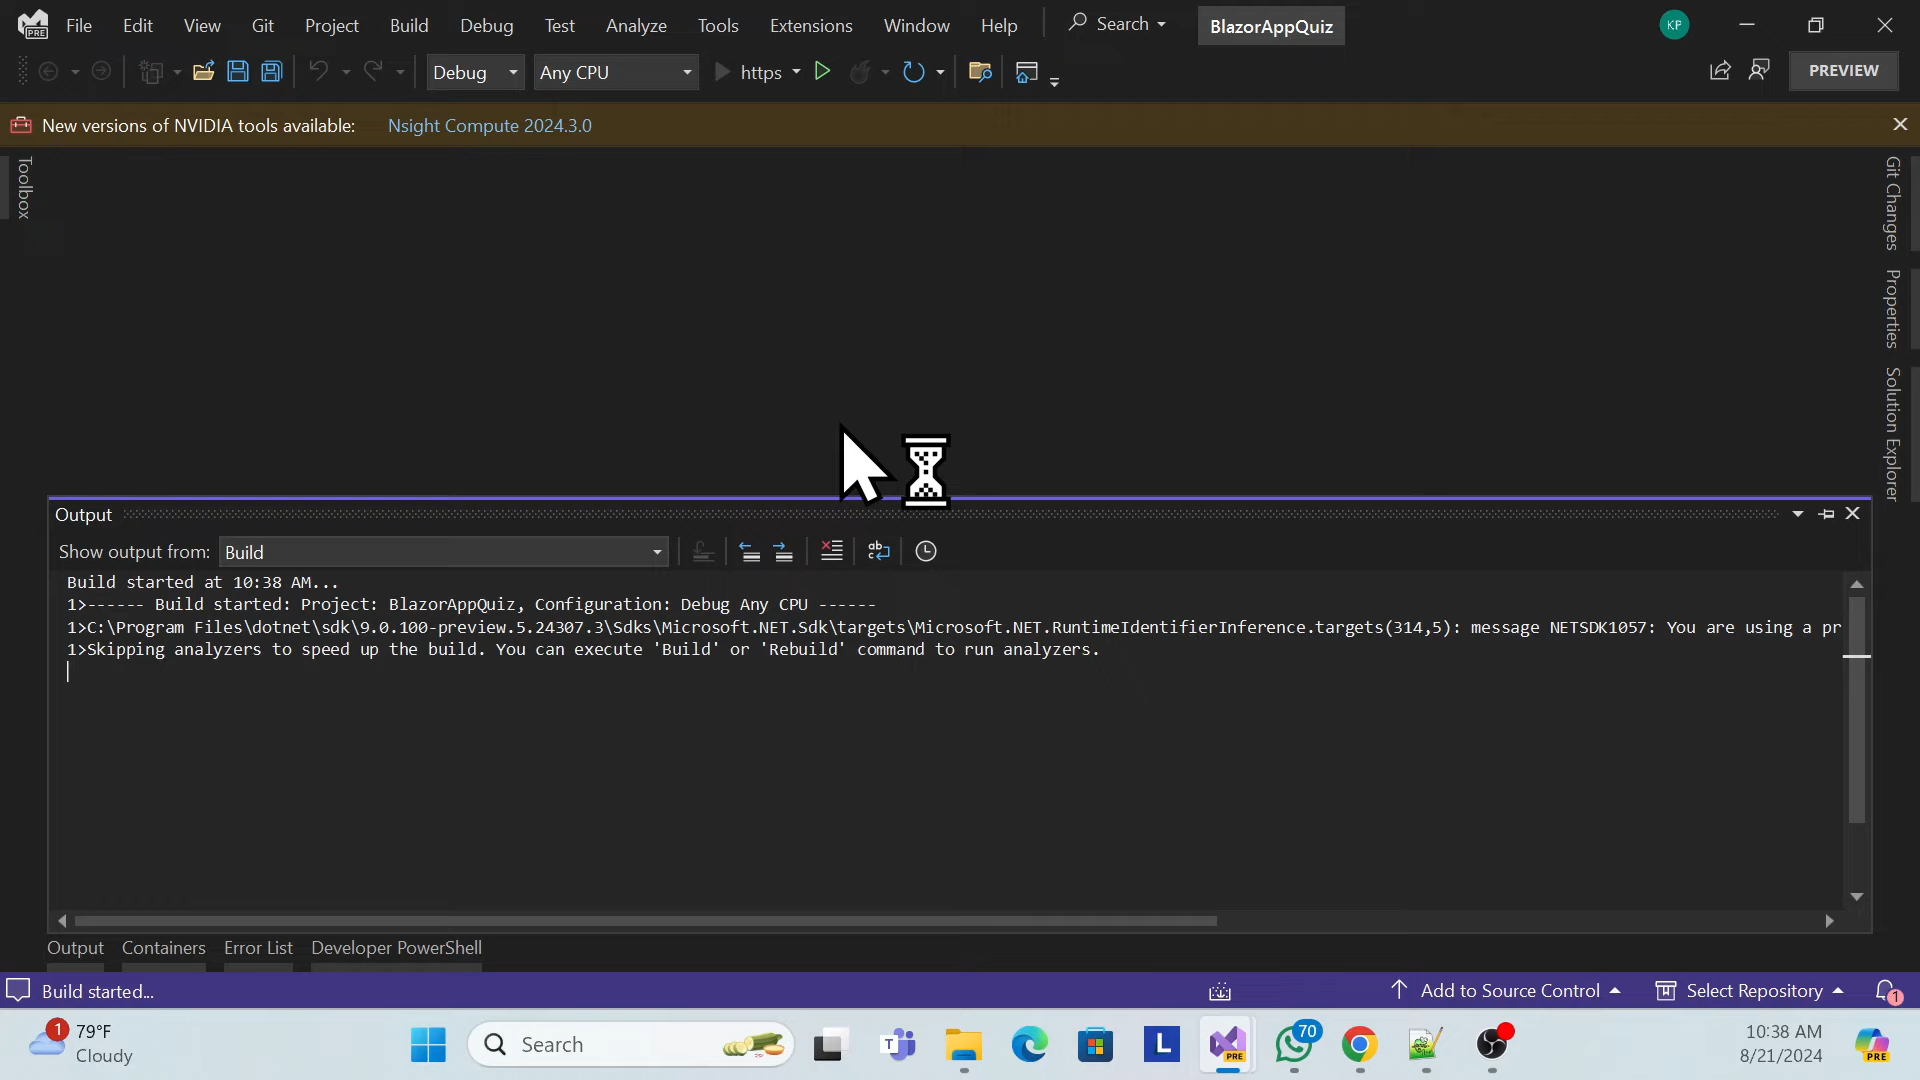 File Edit View Git Project Build Debug Test Analyze Tools Extensions Window Help Search BlazorAppQuiz KP
Debug Any CPU https PREVIEW
New versions of NVIDIA tools available: Nsight Compute 2024.3.0
Toolbox
Git Changes
Properties
Solution Explorer
Output
Show output from: Build
Build started at 10:38 AM...
1>------ Build started: Project: BlazorAppQuiz, Configuration: Debug Any CPU ------
1>C:\Program Files\dotnet\sdk\9.0.100-preview.5.24307.3\Sdks\Microsoft.NET.Sdk\targets\Microsoft.NET.RuntimeIdentifierInference.targets(314,5): message NETSDK1057: You are using a pr
1>Skipping analyzers to speed up the build. You can execute 'Build' or 'Rebuild' command to run analyzers.
Output Containers Error List Developer PowerShell
Build started... Add to Source Control Select Repository 1
1 79°F
Cloudy
Search
T
L
PRE
70
10:38 AM
8/21/2024
PRE